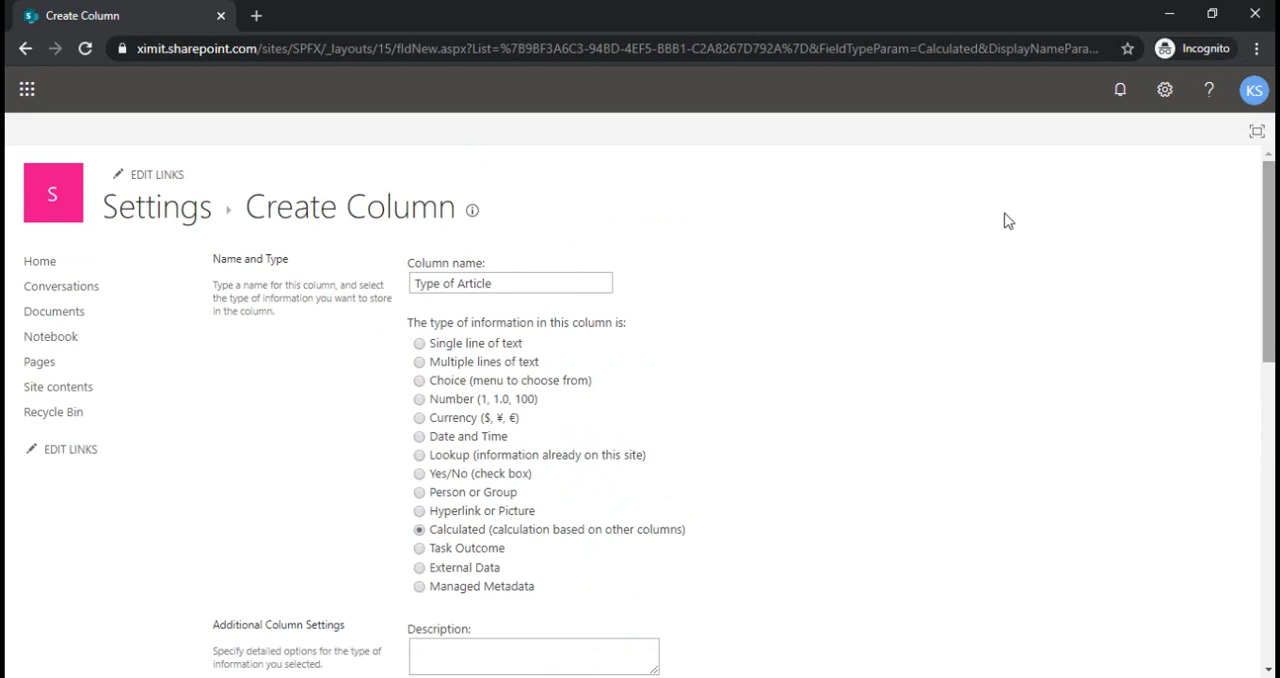 Create Column
ximit.sharepoint.com/sites/SPFX/_layouts/15/fldNew.aspx?List=%7B9BF3A6C3-94BD-4EF5-BBB1-C2A8267D792A%7D&FieldTypeParam=Calculated&DisplayNamePara...
Incognito
?
KS
S
EDIT LINKS
Settings
Create Column
Home
Conversations
Documents
Notebook
Pages
Site contents
Recycle Bin
EDIT LINKS
Name and Type
Type a name for this column, and select
the type of information you want to store
in the column.
Column name:
Type of Article
The type of information in this column is:
Single line of text
Multiple lines of text
Choice (menu to choose from)
Number (1, 1.0, 100)
Currency ($, ¥, €)
Date and Time
Lookup (information already on this site)
Yes/No (check box)
Person or Group
Hyperlink or Picture
Calculated (calculation based on other columns)
Task Outcome
External Data
Managed Metadata
Additional Column Settings
Specify detailed options for the type of
information you selected.
Description: